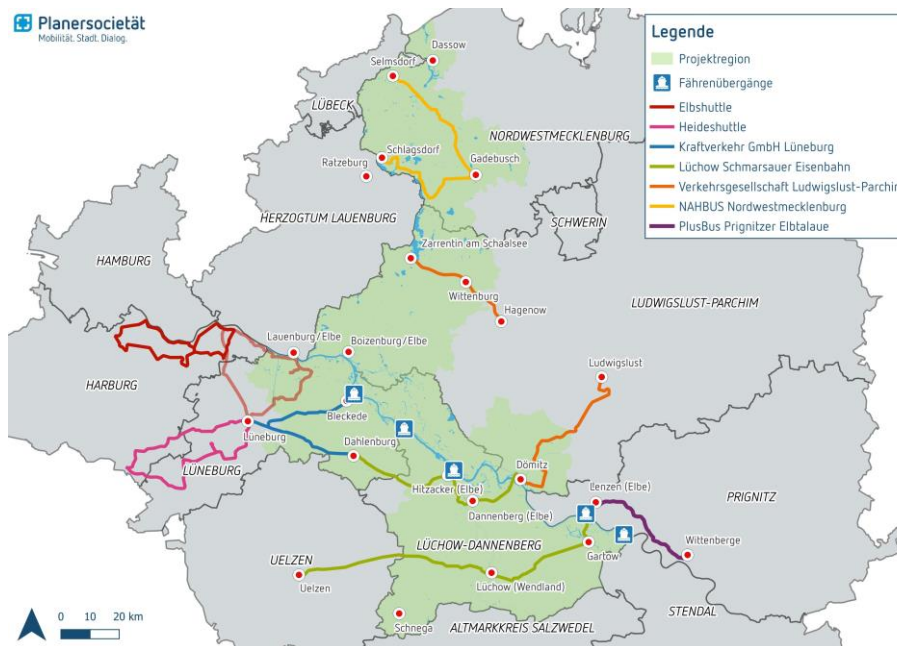 Planersocietät
Mobilität. Stadt. Dialog.
Legende
Projektregion
Fährenübergänge
Elbshuttle
Heideshuttle
Kraftverkehr GmbH Lüneburg
Lüchow Schmarsauer Eisenbahn
Verkehrsgesellschaft Ludwigslust-Parchim
NAHBUS Nordwestmecklenburg
PlusBus Prignitzer Elbtalaue
Dassow
Selmsdorf
LÜBECK
NORDWESTMECKLENBURG
Schlagsdorf
Ratzeburg
Gadebusch
HERZOGTUM LAUENBURG
SCHWERIN
Zarrentin am Schaalsee
HAMBURG
Wittenburg
Hagenow
LUDWIGSLUST-PARCHIM
Lauenburg/Elbe
Boizenburg/Elbe
Ludwigslust
HARBURG
Bleckede
Lüneburg
Dahlenburg
LÜNEBURG
Dömitz
Hitzacker (Elbe)
Lenzen (Elbe)
PRIGNITZ
Dannenberg (Elbe)
UELZEN
LÜCHOW-DANNENBERG
Gartow
Wittenberge
Uelzen
Lüchow (Wendland)
STENDAL
Schnega
ALTMARKKREIS SALZWEDEL
0 10 20 km